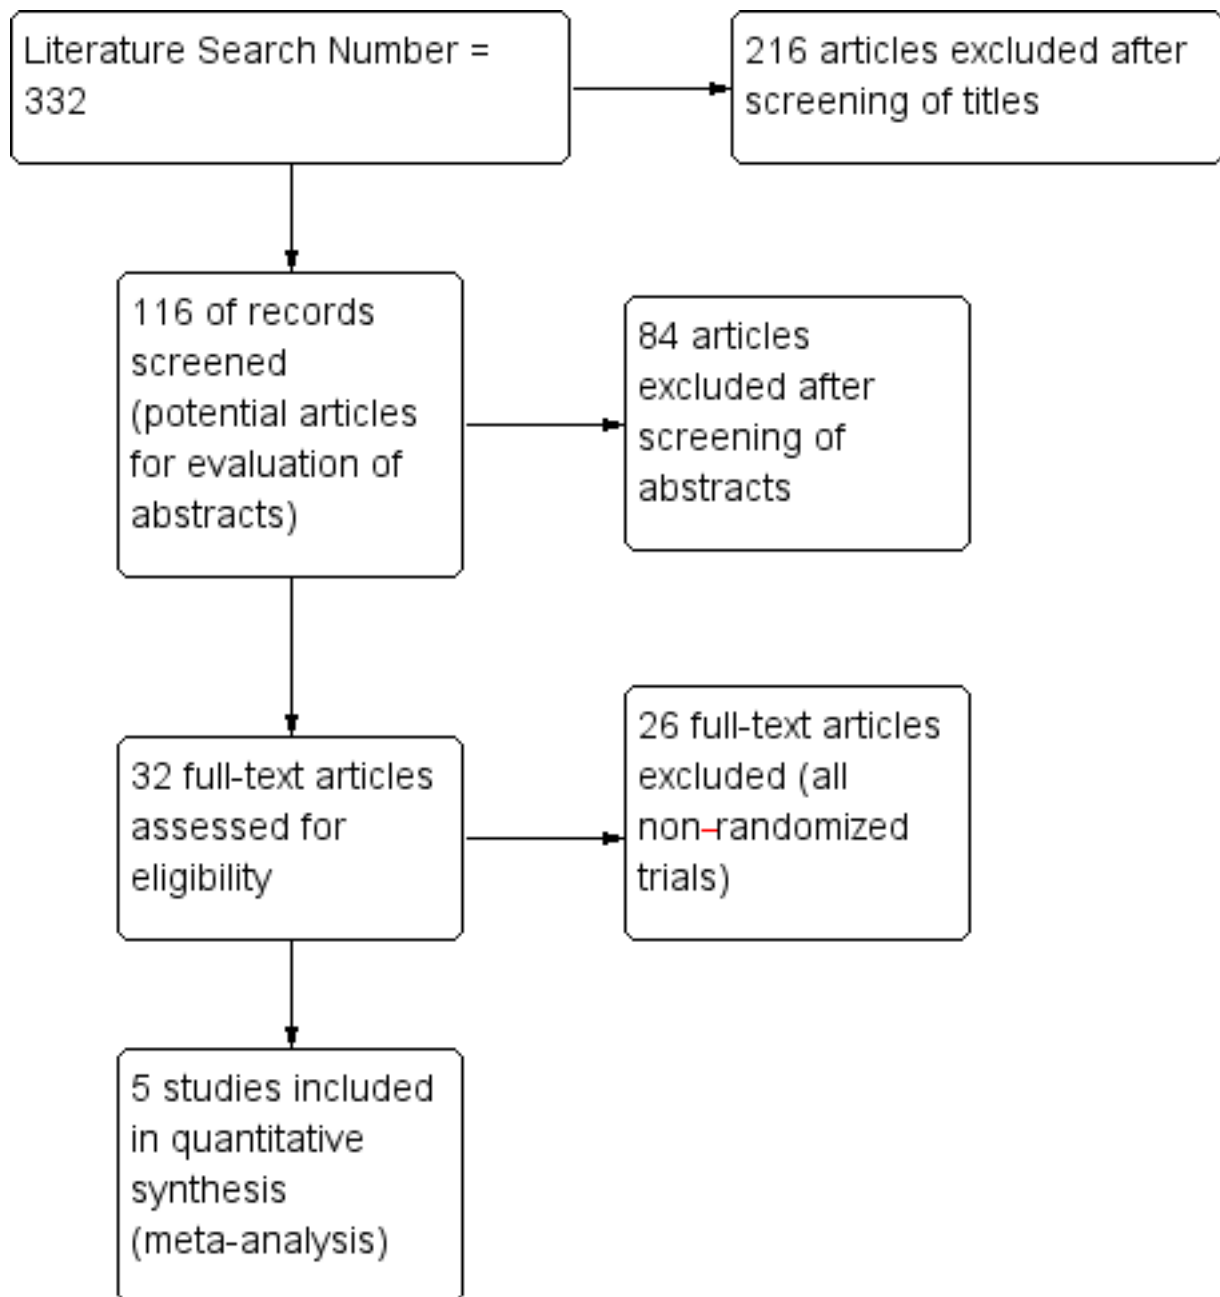 Literature Search Number =
332
216 articles excluded after
screening of titles
116 of records
screened
(potential articles
for evaluation of
abstracts)
84 articles
excluded after
screening of
abstracts
32 full-text articles
assessed for
eligibility
26 full-text articles
excluded (all
non-randomized
trials)
5 studies included
in quantitative
synthesis
(meta-analysis)